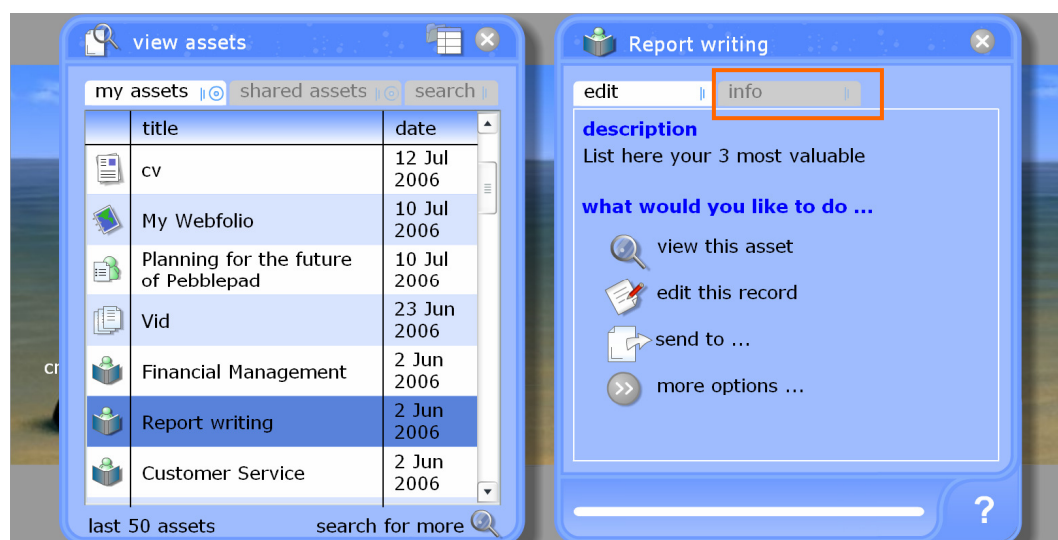 view assets
my assets shared assets search
title date
cv 12 Jul
2006
My Webfolio 10 Jul
2006
Planning for the future
of Pebblepad 10 Jul
2006
Vid 23 Jun
2006
Financial Management 2 Jun
2006
Report writing 2 Jun
2006
Customer Service 2 Jun
2006
last 50 assets search for more
cr
Report writing
edit info
description
List here your 3 most valuable
what would you like to do ...
view this asset
edit this record
send to ...
more options ...
?